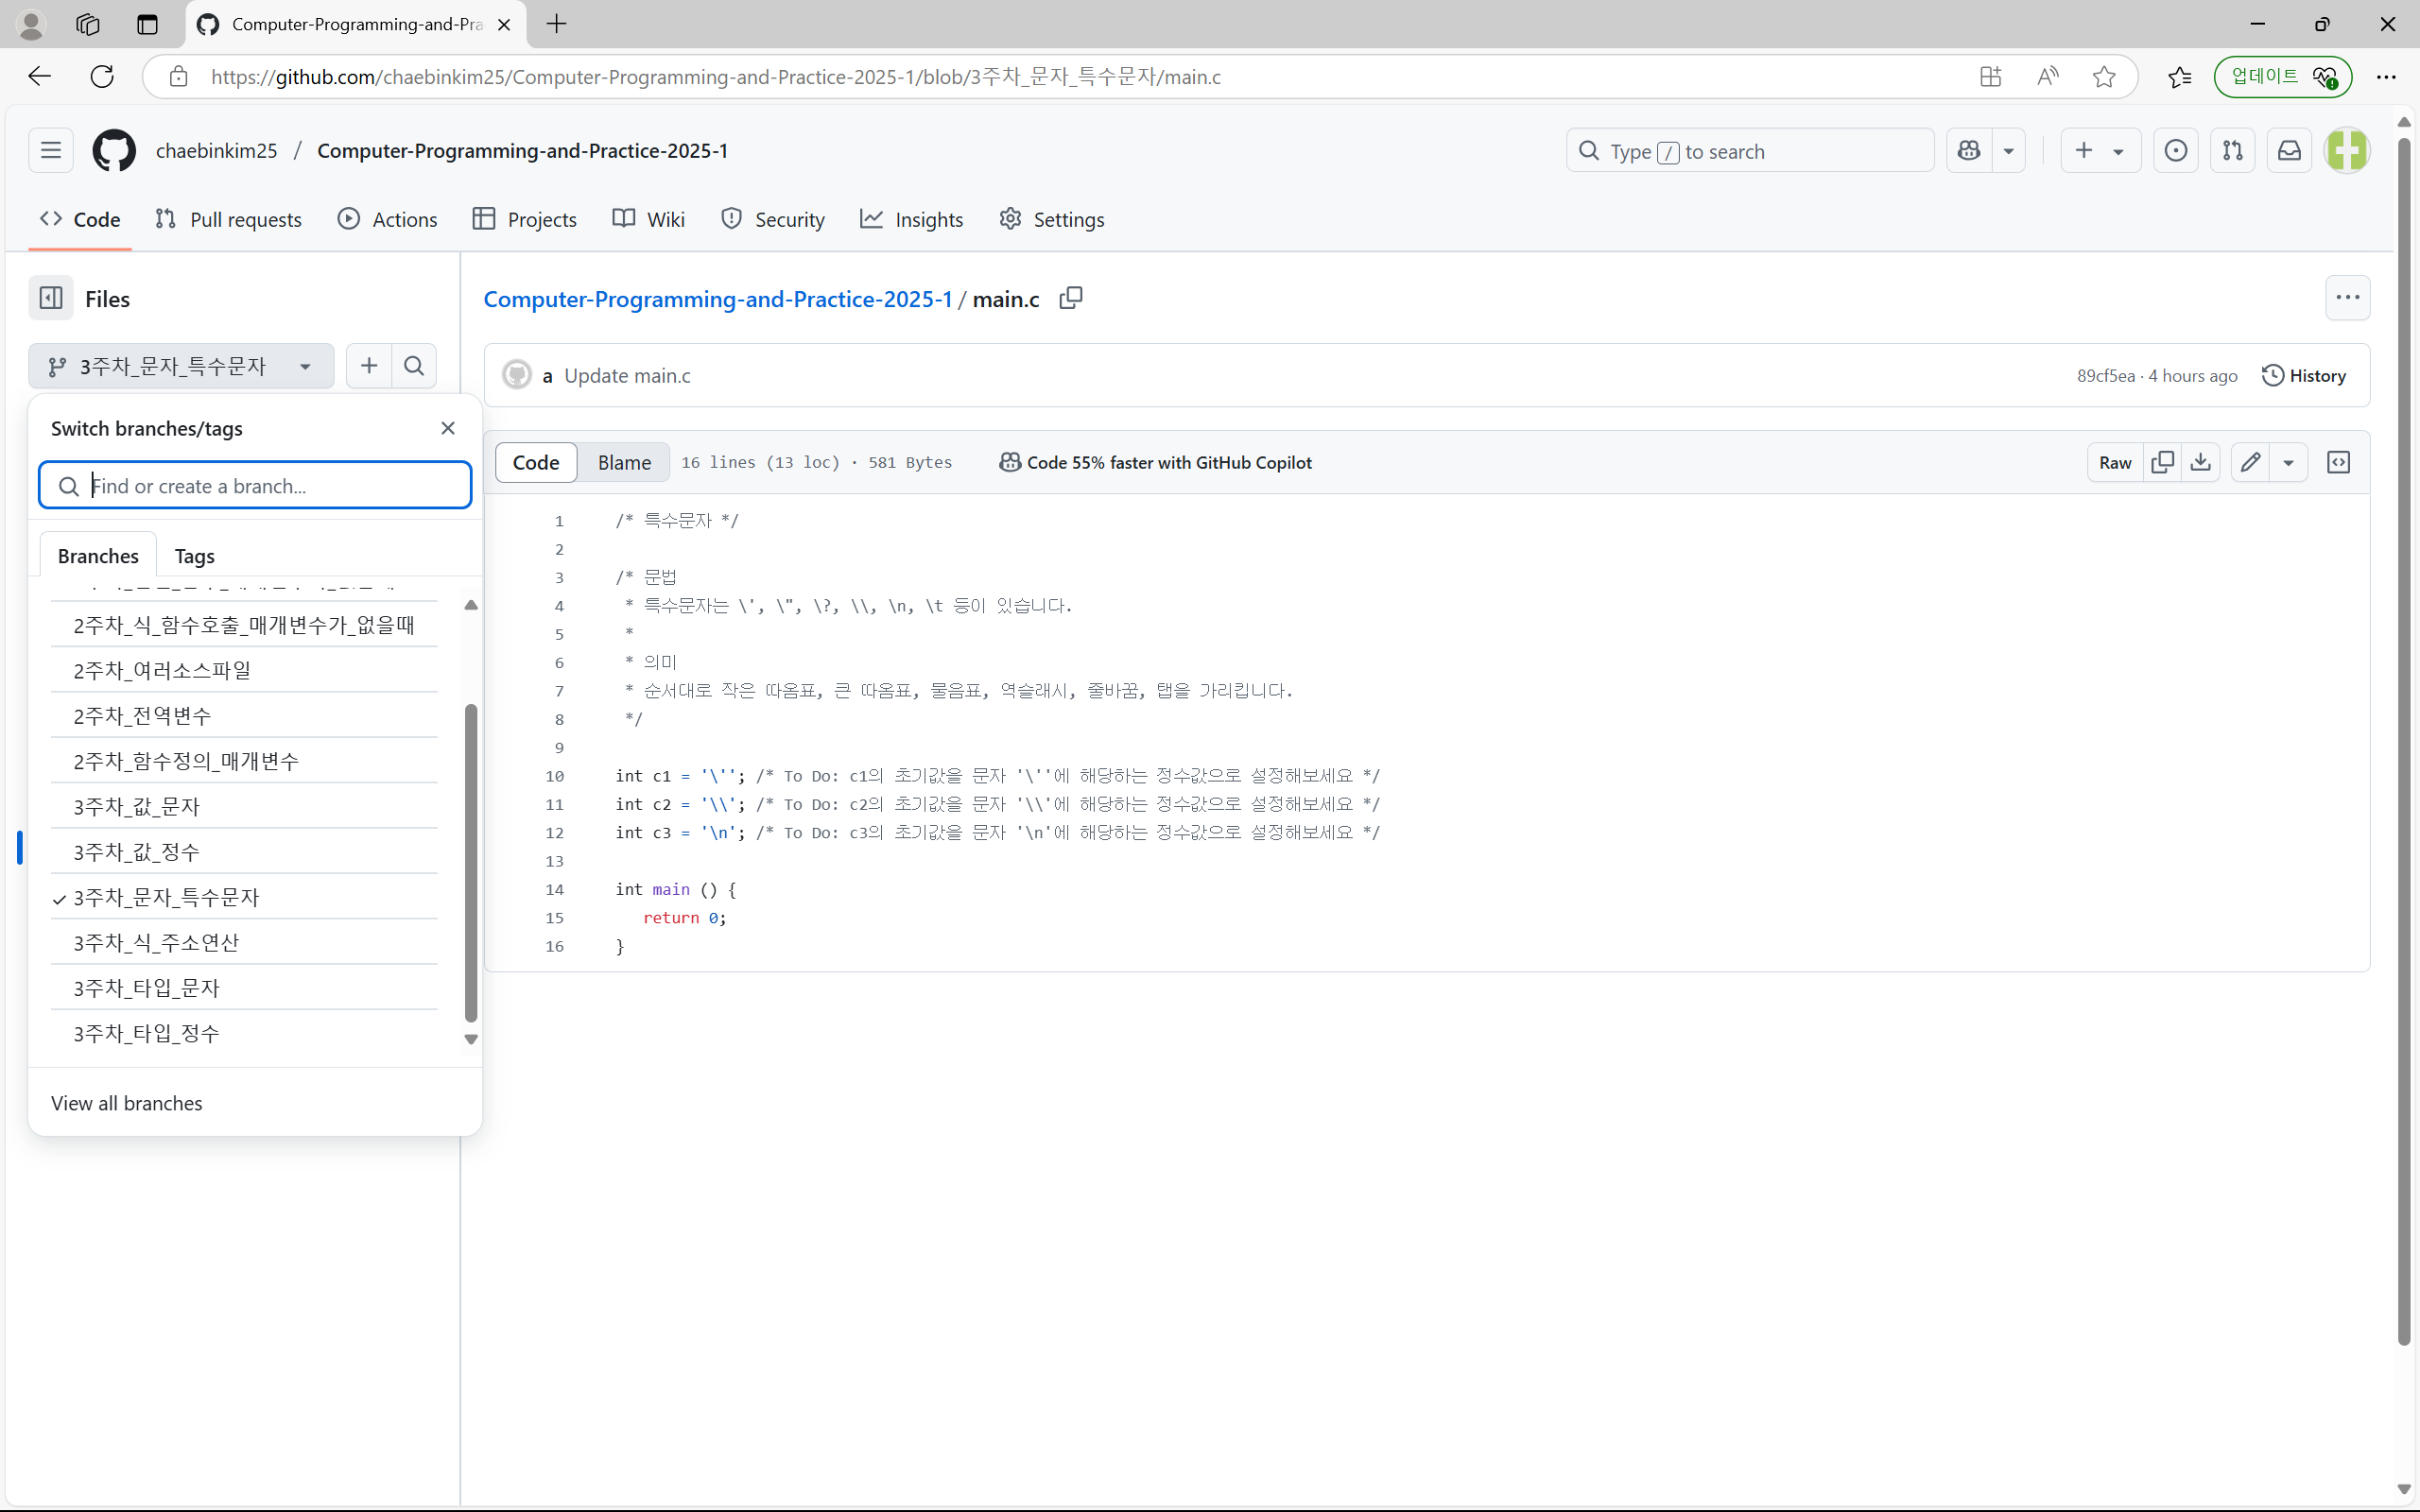 Computer-Programming-and-Pra
https://github.com/chaebinkim25/Computer-Programming-and-Practice-2025-1/blob/3주차_문자_특수문자/main.c
업데이트
chaebinkim25 / Computer-Programming-and-Practice-2025-1
Type / to search
Code Pull requests Actions Projects Wiki Security Insights Settings
Files
3주차_문자_특수문자
Switch branches/tags
Find or create a branch...
Branches Tags
2주차_식_함수호출_매개변수가_없을때
2주차_여러소스파일
2주차_전역변수
2주차_함수정의_매개변수
3주차_값_문자
3주차_값_정수
3주차_문자_특수문자
3주차_식_주소연산
3주차_타입_문자
3주차_타입_정수
View all branches
Computer-Programming-and-Practice-2025-1 / main.c
a Update main.c
89cf5ea · 4 hours ago History
Code Blame 16 lines (13 loc) · 581 Bytes Code 55% faster with GitHub Copilot Raw
1 /* 특수문자 */
2
3 /* 문법
4 * 특수문자는 \', \", \?, \\, \n, \t 등이 있습니다.
5 *
6 * 의미
7 * 순서대로 작은 따옴표, 큰 따옴표, 물음표, 역슬래시, 줄바꿈, 탭을 가리킵니다.
8 */
9
10 int c1 = '\''; /* To Do: c1의 초기값을 문자 '\''에 해당하는 정수값으로 설정해보세요 */
11 int c2 = '\\'; /* To Do: c2의 초기값을 문자 '\\'에 해당하는 정수값으로 설정해보세요 */
12 int c3 = '\n'; /* To Do: c3의 초기값을 문자 '\n'에 해당하는 정수값으로 설정해보세요 */
13
14 int main () {
15 return 0;
16 }